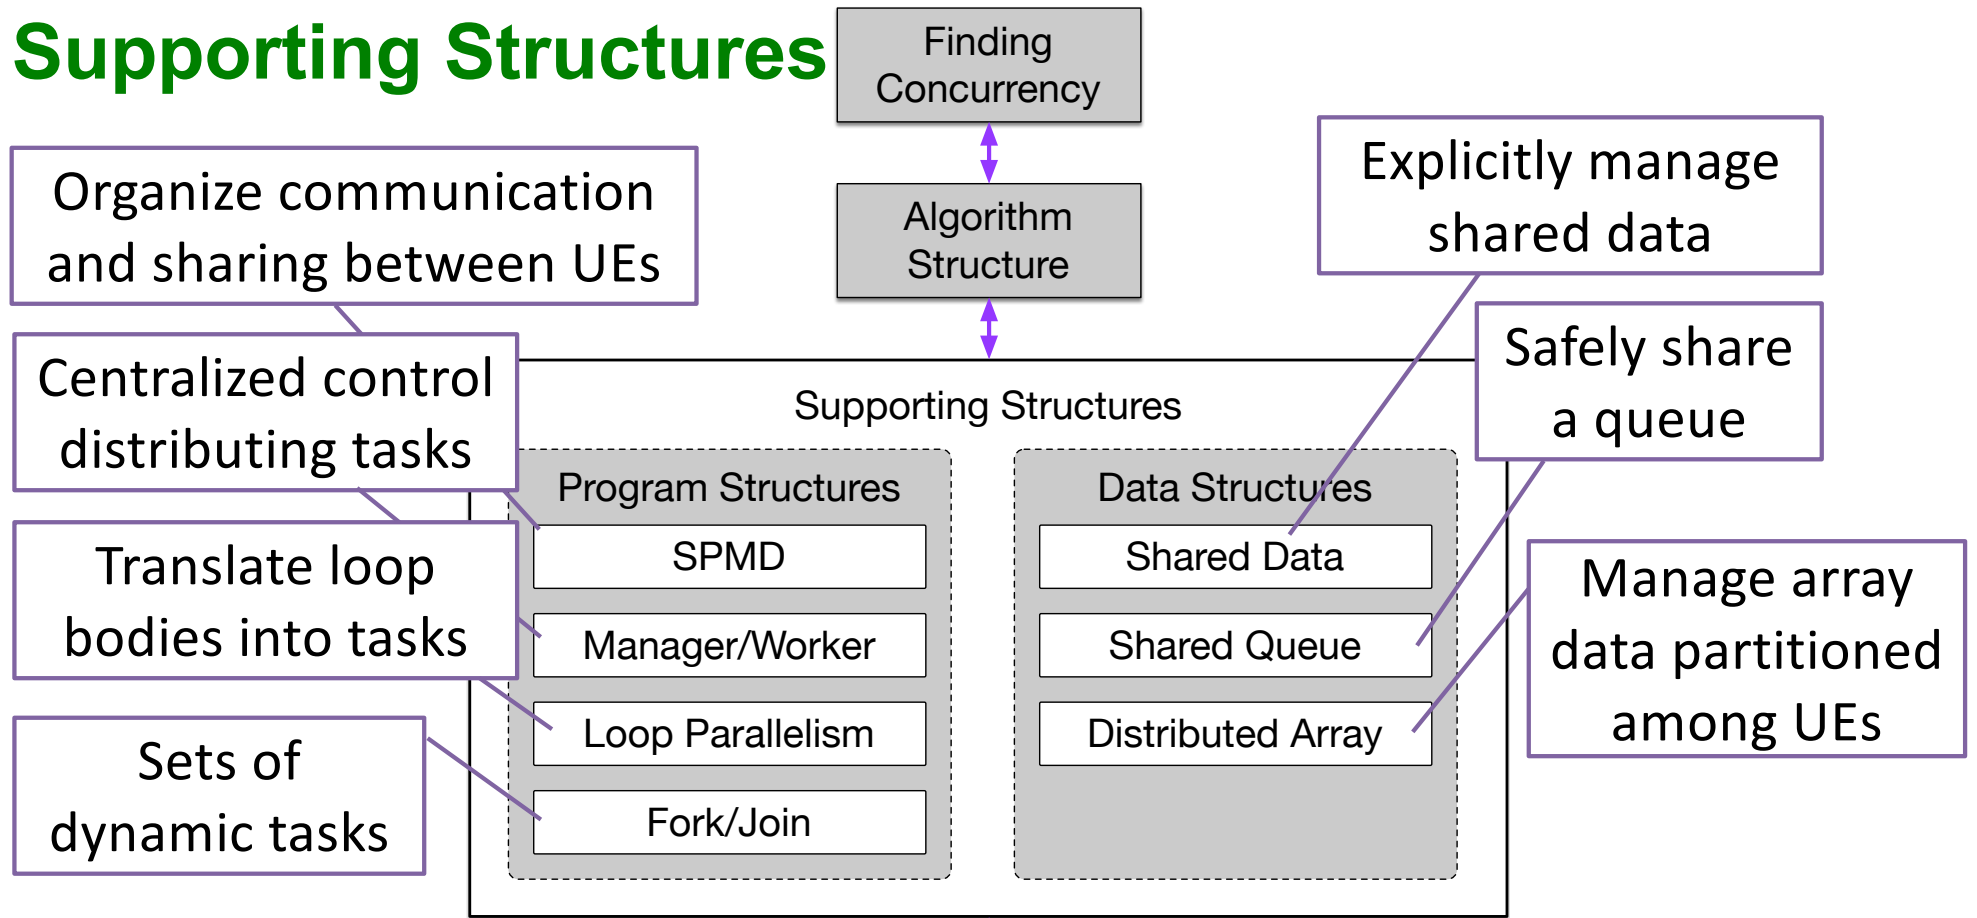 Supporting Structures
Finding
Concurrency
Algorithm
Structure
Organize communication
and sharing between UEs
Centralized control
distributing tasks
Translate loop
bodies into tasks
Sets of
dynamic tasks
Explicitly manage
shared data
Safely share
a queue
Manage array
data partitioned
among UEs
Supporting Structures
Program Structures
SPMD
Manager/Worker
Loop Parallelism
Fork/Join
Data Structures
Shared Data
Shared Queue
Distributed Array